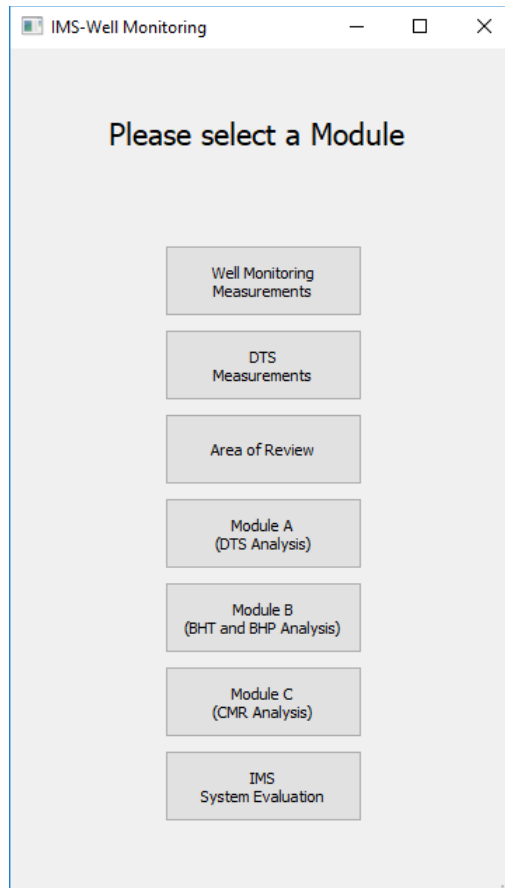 IMS-Well Monitoring
Please select a Module
Well Monitoring
Measurements
DTS
Measurements
Area of Review
Module A
(DTS Analysis)
Module B
(BHT and BHP Analysis)
Module C
(CMR Analysis)
IMS
System Evaluation